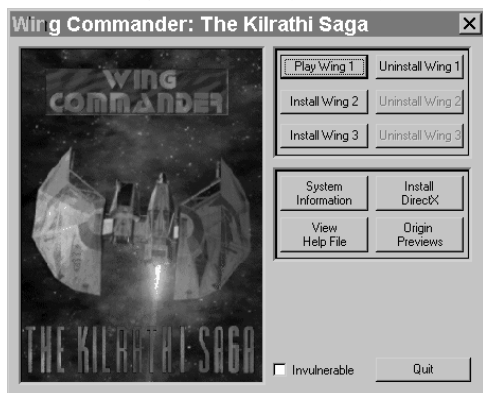 Wing Commander: The Kilrathi Saga
WING
COMMANDER
THE KILRATHI SAGA
Play Wing 1
Uninstall Wing 1
Install Wing 2
Uninstall Wing 2
Install Wing 3
Uninstall Wing 3
System
Information
Install
DirectX
View
Help File
Origin
Previews
Invulnerable
Quit